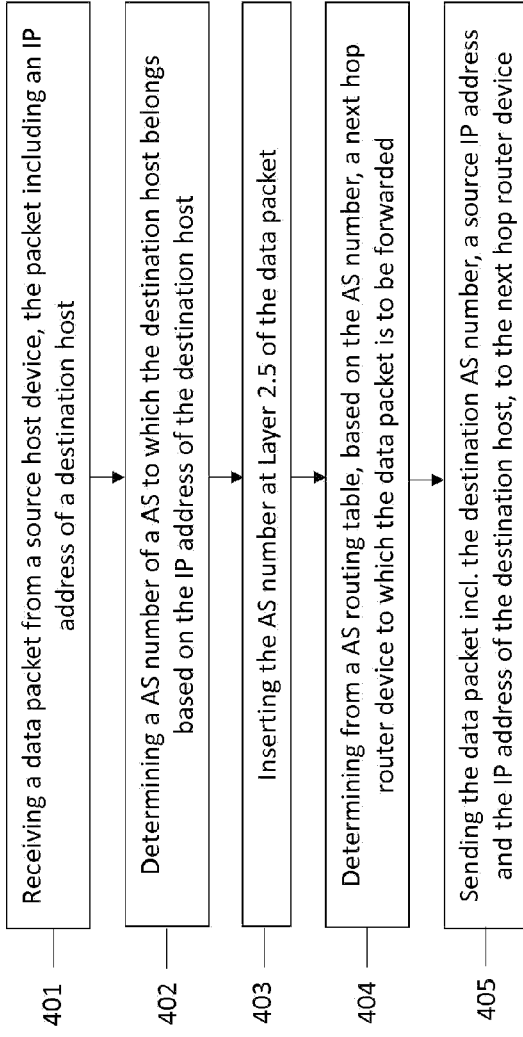 401
Receiving a data packet from a source host device, the packet including an IP
address of a destination host
402
Determining a AS number of a AS to which the destination host belongs
based on the IP address of the destination host
403
Inserting the AS number at Layer 2.5 of the data packet
404
Determining from a AS routing table, based on the AS number, a next hop
router device to which the data packet is to be forwarded
405
Sending the data packet incl. the destination AS number, a source IP address
and the IP address of the destination host, to the next hop router device